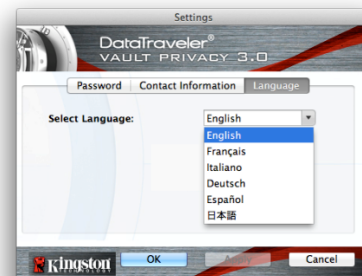 Settings
DataTraveler®
VAULT PRIVACY 3.0
Password Contact Information Language
Select Language: English
English
Français
Italiano
Deutsch
Español
日本語
Kingston
TECHNOLOGY
OK Cancel